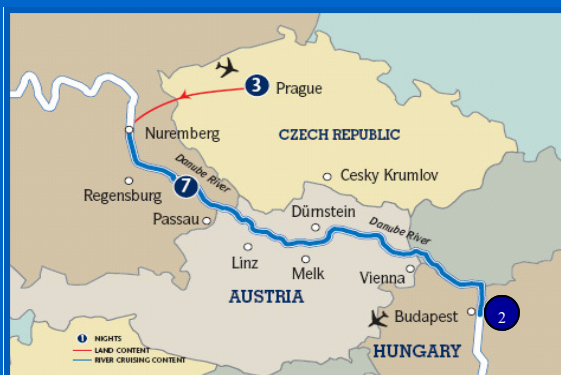 3 Prague
Nuremberg
CZECH REPUBLIC
Danube River
Cesky Krumlov
7
Regensburg
Passau
Dürnstein
Danube River
Linz
Melk
Vienna
AUSTRIA
Budapest 2
HUNGARY
1 NIGHTS
LAND CONTENT
RIVER CRUISING CONTENT